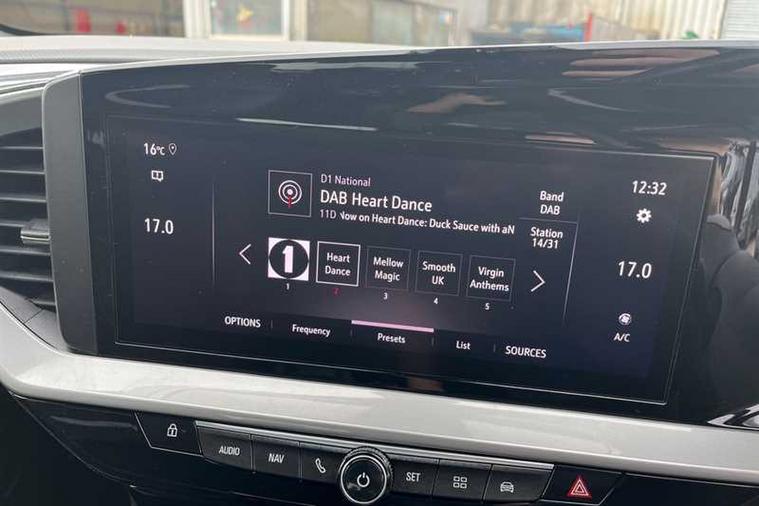 16°C
17.0
D1 National
DAB Heart Dance
11D Now on Heart Dance: Duck Sauce with aN
Band
DAB
Station
14/31
12:32
17.0
A/C
1
Heart
Dance
Mellow
Magic
Smooth
UK
Virgin
Anthems
1
2
3
4
5
OPTIONS
Frequency
Presets
List
SOURCES
AUDIO
NAV
SET